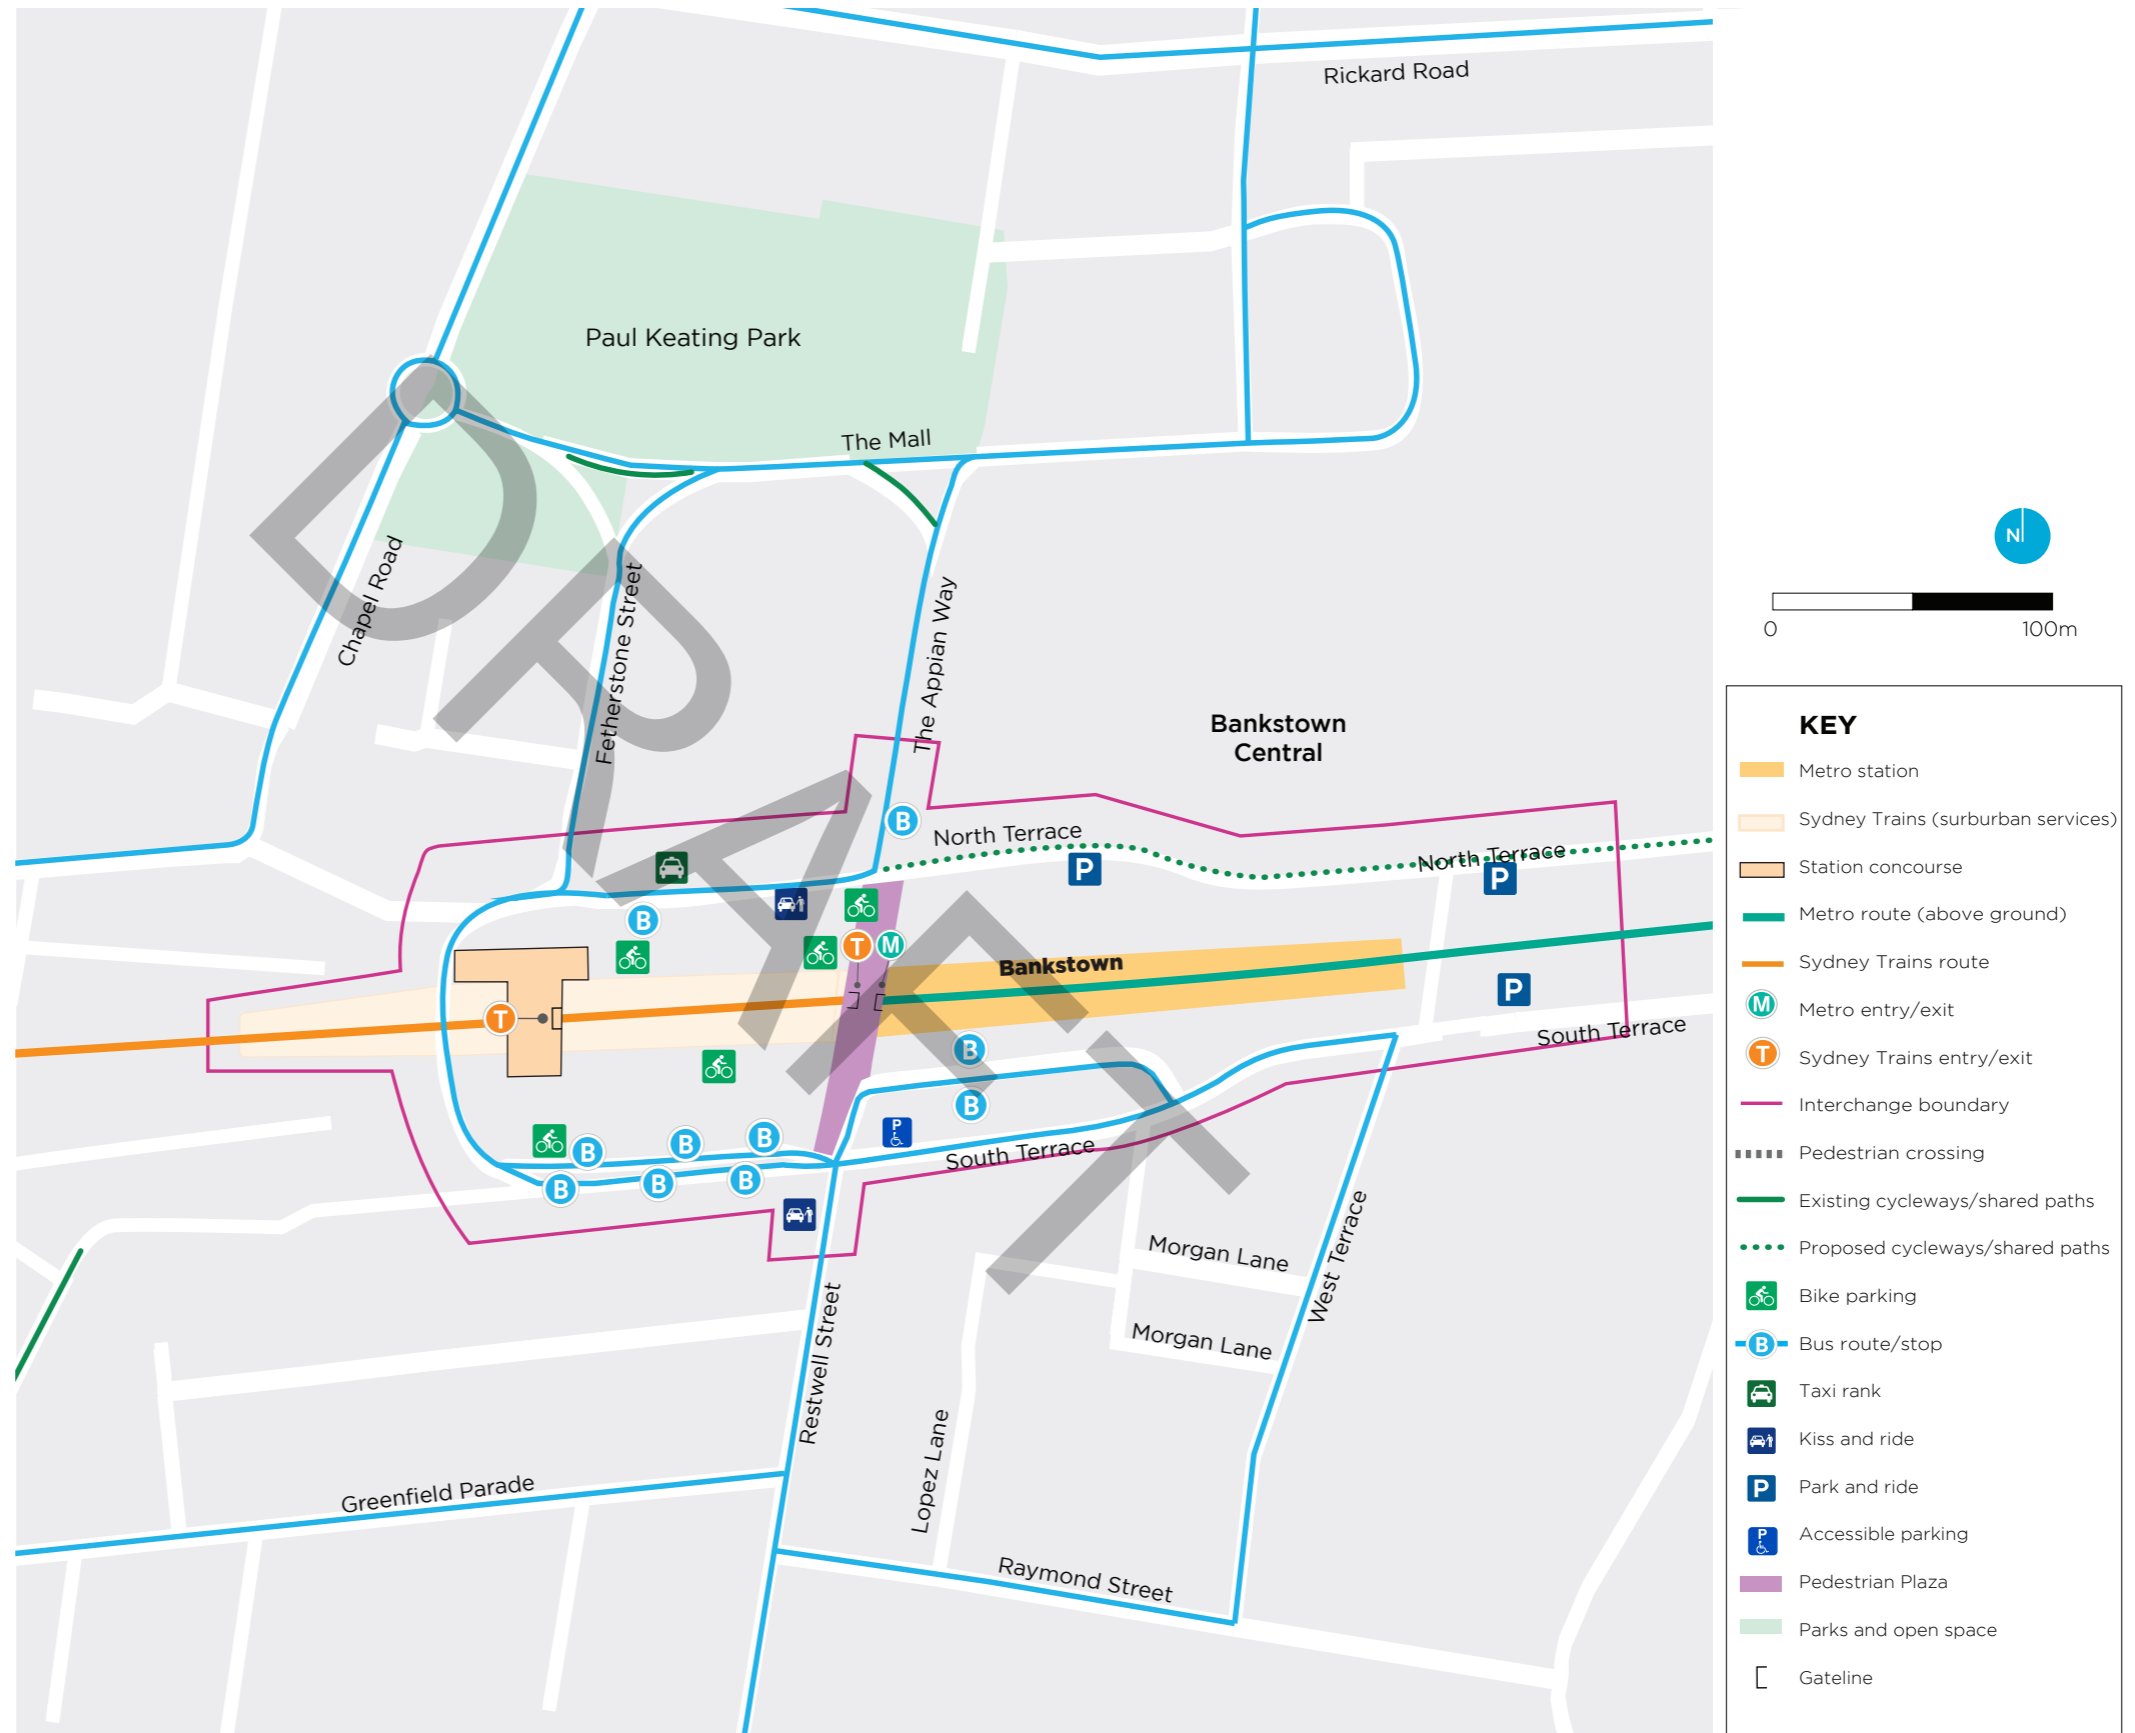 Rickard Road
Paul Keating Park
The Mall
Chapel Road
Fetherstone Street
The Appian Way
Bankstown
Central
North Terrace
North Terrace
B
P
P
B
T
M
Bankstown
P
T
B
South Terrace
B
P
B
B
B
South Terrace
B
B
B
Morgan Lane
West Terrace
Morgan Lane
Restwell Street
Lopez Lane
Greenfield Parade
Raymond Street
DRAFT
N
0
100m
KEY
Metro station
Sydney Trains (surburban services)
Station concourse
Metro route (above ground)
Sydney Trains route
M Metro entry/exit
T Sydney Trains entry/exit
Interchange boundary
Pedestrian crossing
Existing cycleways/shared paths
Proposed cycleways/shared paths
Bike parking
B Bus route/stop
Taxi rank
Kiss and ride
P Park and ride
P Accessible parking
Pedestrian Plaza
Parks and open space
Gateline